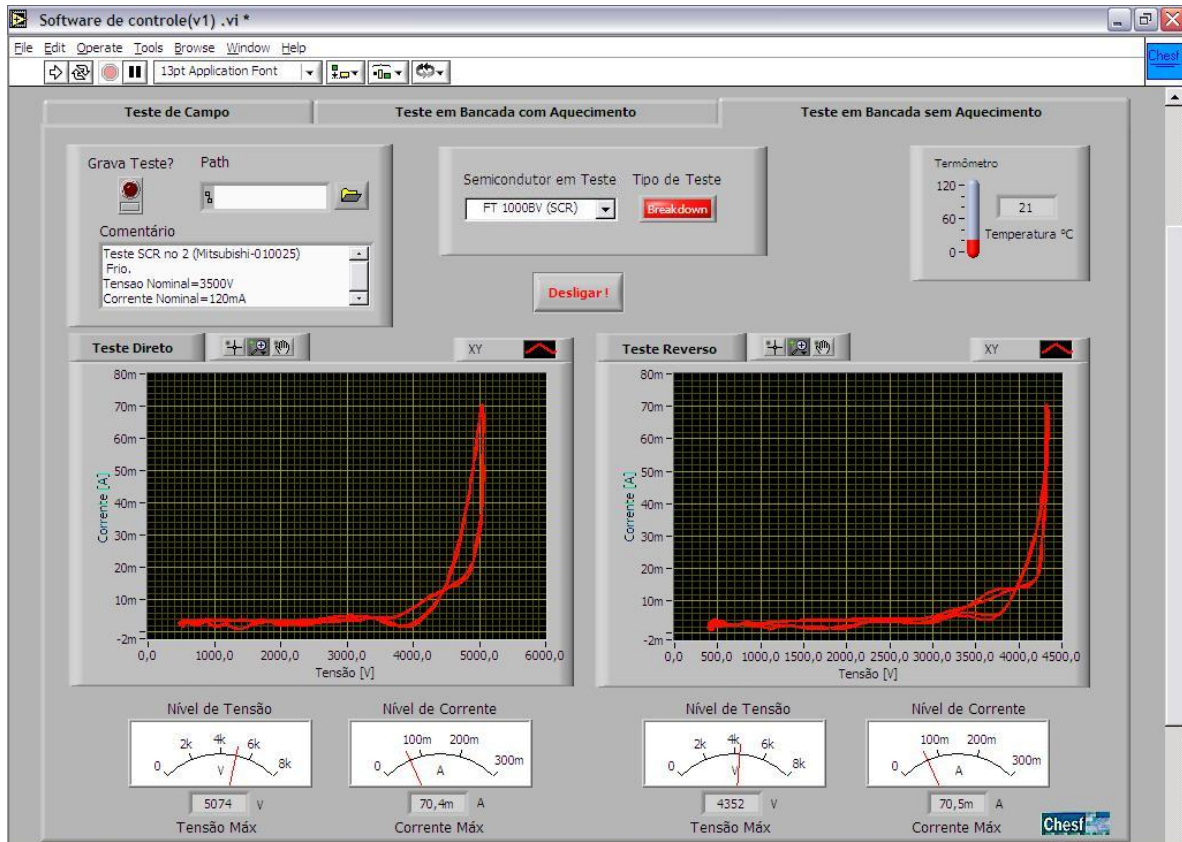 Software de controle(v1) .vi *
File Edit Operate Tools Browse Window Help
13pt Application Font
Chesf
Teste de Campo
Teste em Bancada com Aquecimento
Teste em Bancada sem Aquecimento
Grava Teste?
Path
Comentário
Teste SCR no 2 (Mitsubishi-010025)
Frio.
Tensao Nominal=3500V
Corrente Nominal=120mA
Semicondutor em Teste
FT 1000BV (SCR)
Tipo de Teste
Breakdown
Desligar !
Termômetro
120
60
0
21
Temperatura ºC
Teste Direto
XY
80m
70m
60m
50m
40m
30m
20m
10m
-2m
Corrente [A]
0,0 1000,0 2000,0 3000,0 4000,0 5000,0 6000,0
Tensão [V]
Teste Reverso
XY
80m
70m
60m
50m
40m
30m
20m
10m
-2m
Corrente [A]
0,0 500,0 1000,0 1500,0 2000,0 2500,0 3000,0 3500,0 4000,0 4500,0
Tensão [V]
Nível de Tensão
0 2k 4k 6k 8k
V
5074 V
Tensão Máx
Nível de Corrente
0 100m 200m 300m
A
70,4m A
Corrente Máx
Nível de Tensão
0 2k 4k 6k 8k
V
4352 V
Tensão Máx
Nível de Corrente
0 100m 200m 300m
A
70,5m A
Corrente Máx
Chesf